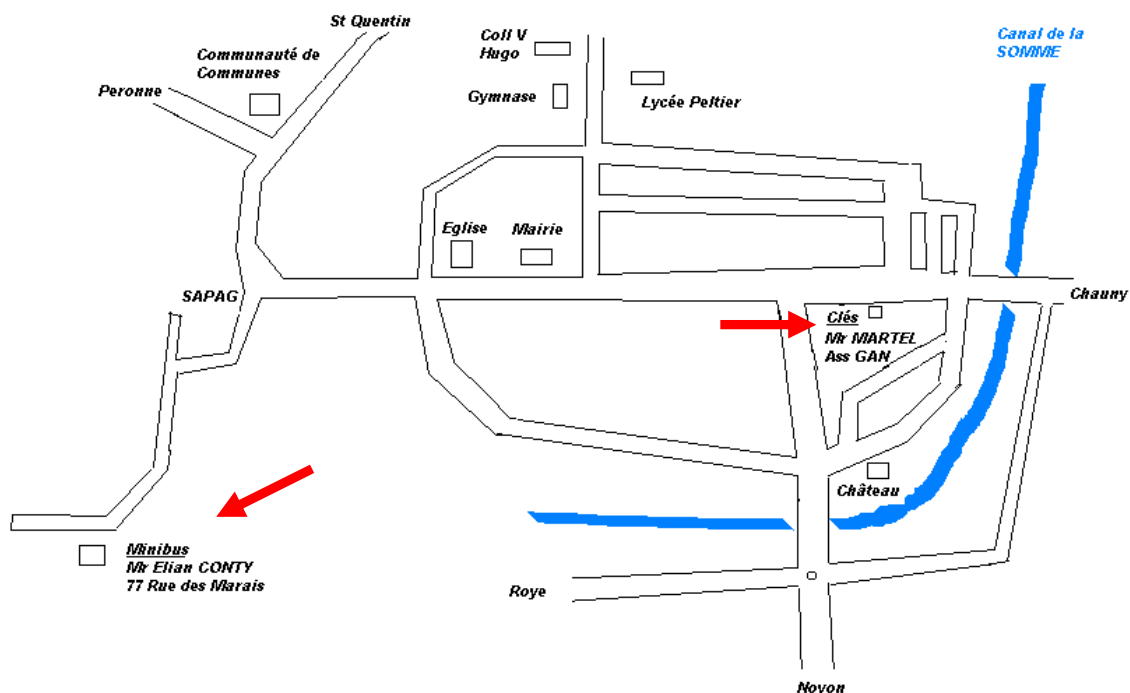 St Quentin
Coll V
Hugo
Canal de la
SOMME
Communauté de
Communes
Peronne
Gymnase
Lycée Peltier
Eglise
Mairie
SAPAG
Chauny
Clés
Mr MARTEL
Ass GAN
Château
Minibus
Mr Elian CONTY
77 Rue des Marais
Roye
Noyon